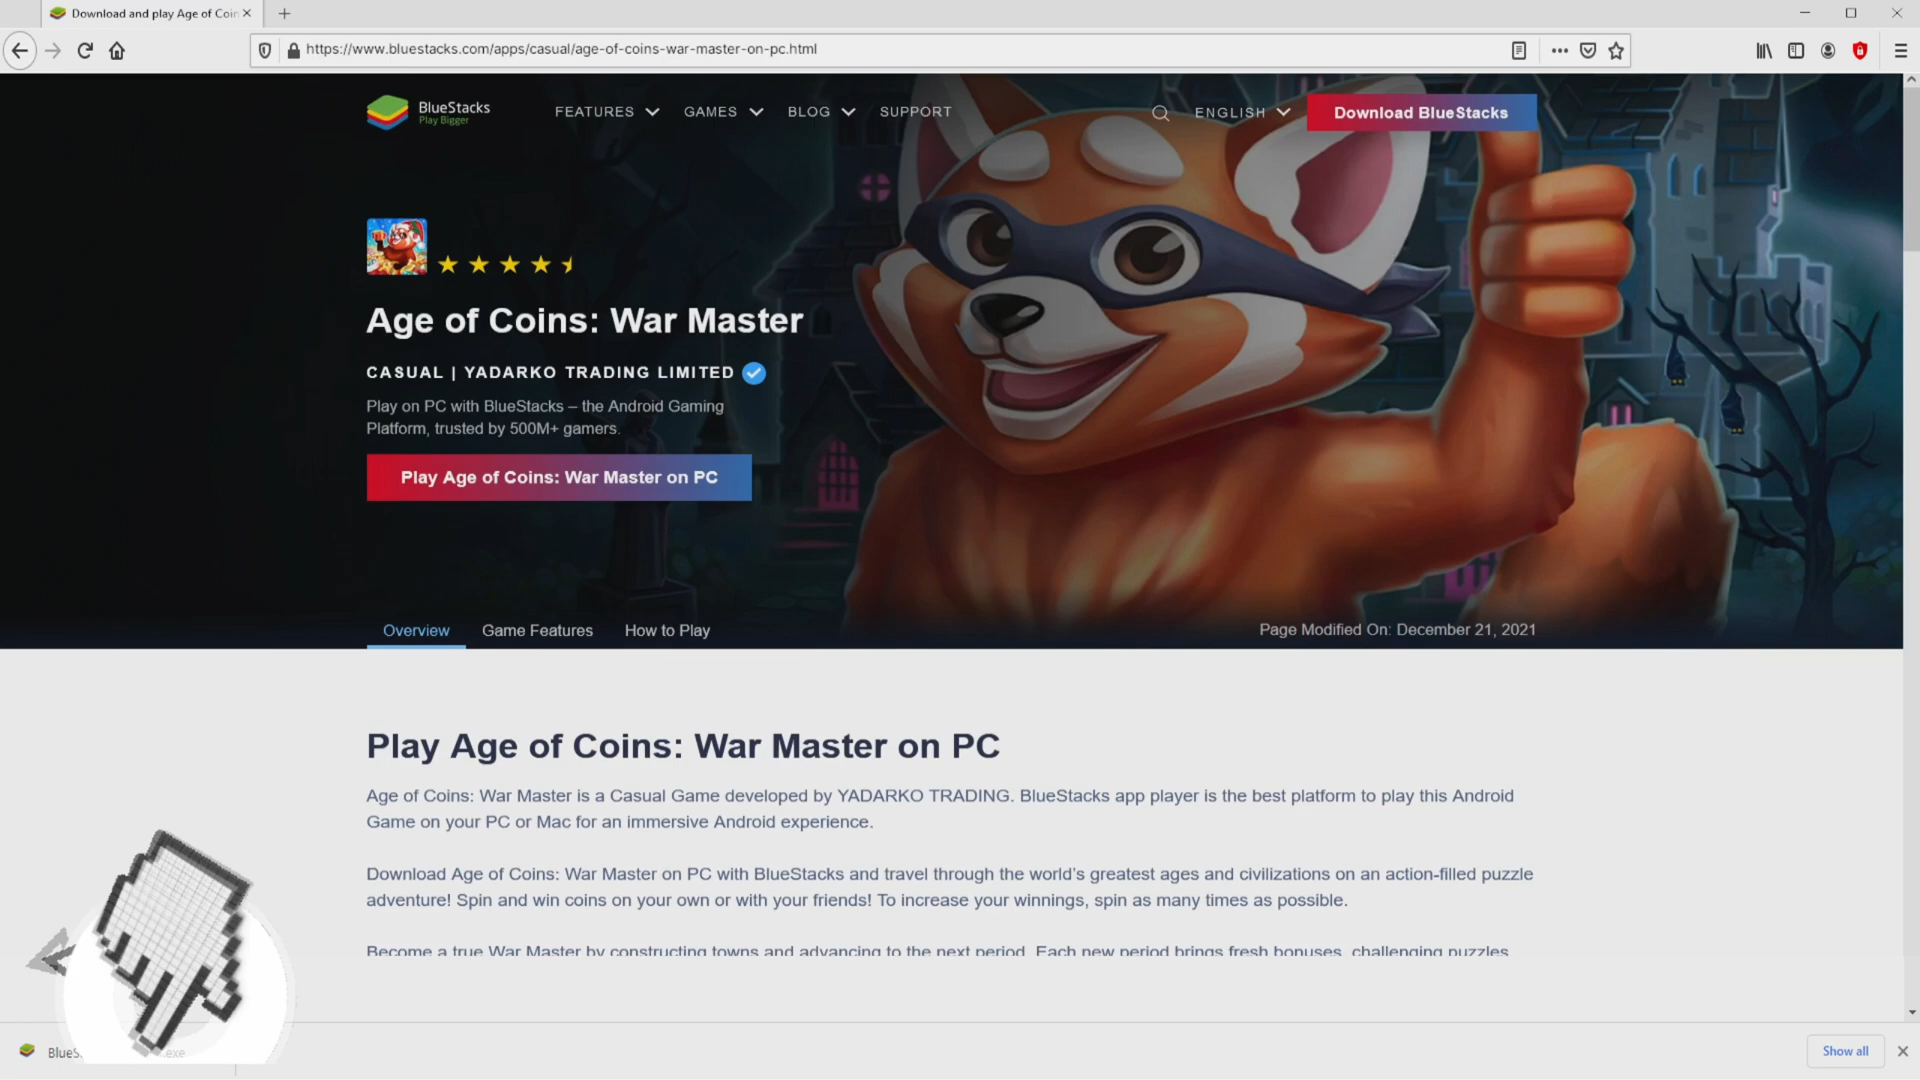 Download and play Age of Coin
https://www.bluestacks.com/apps/casual/age-of-coins-war-master-on-pc.html
BlueStacks
Play Bigger
FEATURES
GAMES
BLOG
SUPPORT
ENGLISH
Download BlueStacks
Age of Coins: War Master
CASUAL | YADARKO TRADING LIMITED
Play on PC with BlueStacks – the Android Gaming
Platform, trusted by 500M+ gamers.
Play Age of Coins: War Master on PC
Overview
Game Features
How to Play
Page Modified On: December 21, 2021
Play Age of Coins: War Master on PC
Age of Coins: War Master is a Casual Game developed by YADARKO TRADING. BlueStacks app player is the best platform to play this Android
Game on your PC or Mac for an immersive Android experience.
Download Age of Coins: War Master on PC with BlueStacks and travel through the world's greatest ages and civilizations on an action-filled puzzle
adventure! Spin and win coins on your own or with your friends! To increase your winnings, spin as many times as possible.
Become a true War Master by constructing towns and advancing to the next period. Each new period brings fresh bonuses, challenging puzzles
.exe
Show all